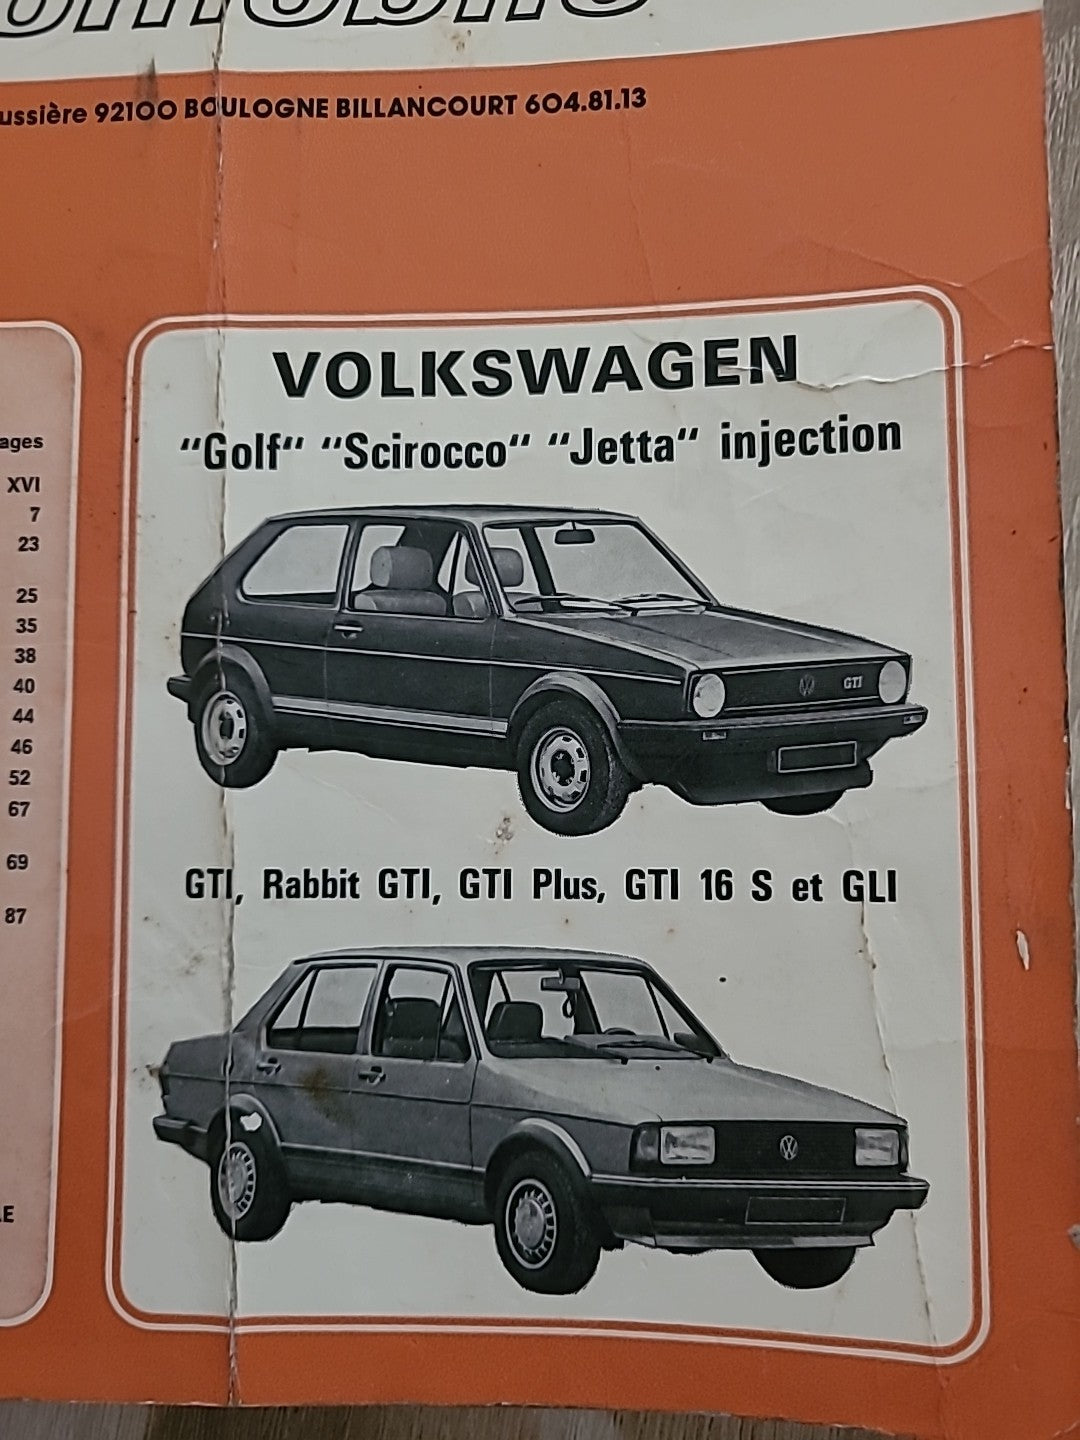 ussière 92100 BOULOGNE BILLANCOURT 604.81.13
ages
XVI
7
23
25
35
38
40
44
46
52
67
69
87
LE
VOLKSWAGEN
"Golf" "Scirocco" "Jetta" injection
GTI
GTI, Rabbit GTI, GTI Plus, GTI 16 S et GLI